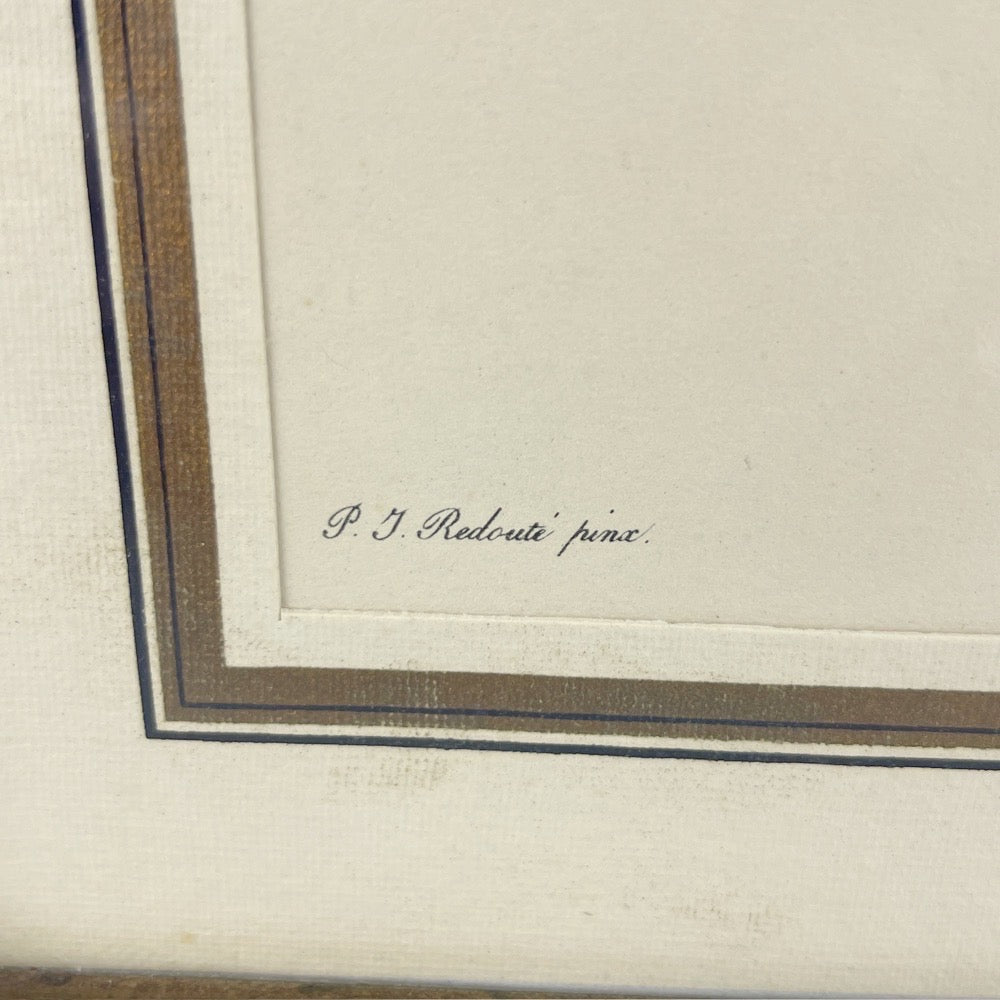 P. J. Redouté pinx.